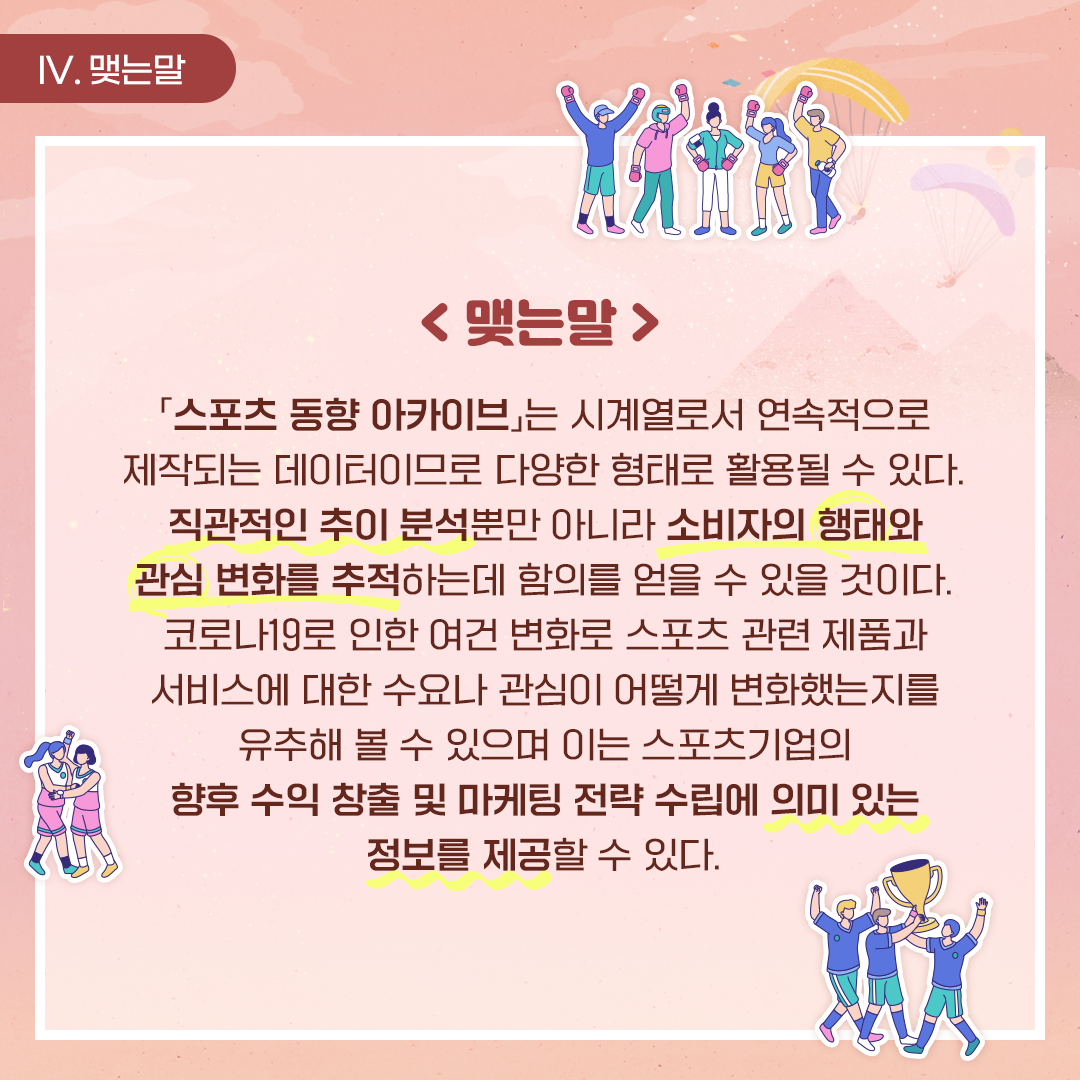 IV. 맺는말
< 맺는말 >
「스포츠 동향 아카이브」는 시계열로서 연속적으로
제작되는 데이터이므로 다양한 형태로 활용될 수 있다.
직관적인 추이 분석뿐만 아니라 소비자의 행태와
관심 변화를 추적하는데 함의를 얻을 수 있을 것이다.
코로나19로 인한 여건 변화로 스포츠 관련 제품과
서비스에 대한 수요나 관심이 어떻게 변화했는지를
유추해 볼 수 있으며 이는 스포츠기업의
향후 수익 창출 및 마케팅 전략 수립에 의미 있는
정보를 제공할 수 있다.